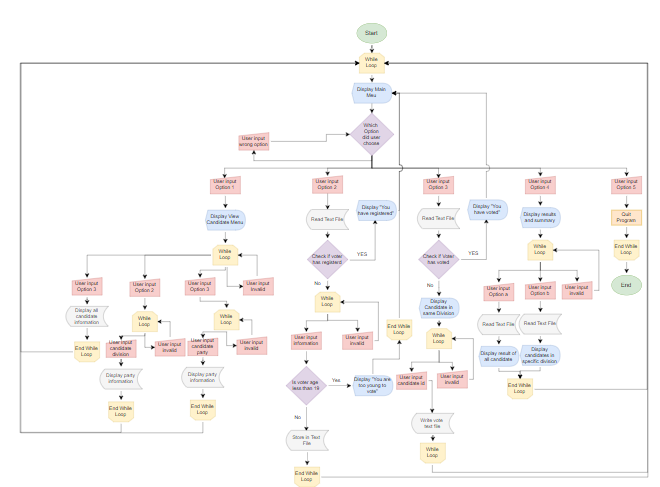 Start
While
Loop
Display Main
Meu
Which
Option
did user
choose
User input
wrong option
User input
Option 1
User input
Option 2
User input
Option 3
User input
Option 4
User input
Option 5
Display View
Candidate Menu
Read Text File
Display "You
have registered"
Read Text File
Display "You
have voted"
Display results
and summary
Quit
Program
While
Loop
Check if voter
has registerd
YES
No
Check if Voter
has voted
YES
No
While
Loop
End While
Loop
End
User input
Option 3
User input
Option 2
User input
Option 3
User input
Invalid
User input
Option a
User input
Option b
User input
invalid
Display all
candidate
information
While
Loop
While
Loop
While
Loop
Display
Candidate in
same Division
Read Text File
Read Text File
End While
Loop
User input
candidate
division
User input
invalid
User input
candidate
party
User input
invalid
User input
information
User input
invalid
End While
Loop
While
Loop
Display result of
all candidate
Display
candidates in
specific division
Display party
information
Display party
information
Is voter age
less than 18
Yes
No
Display "You are
too young to
vote"
User input
candidate id
User input
invalid
While
Loop
End While
Loop
End While
Loop
Store in Text
File
Write vote
text file
While
Loop
End While
Loop